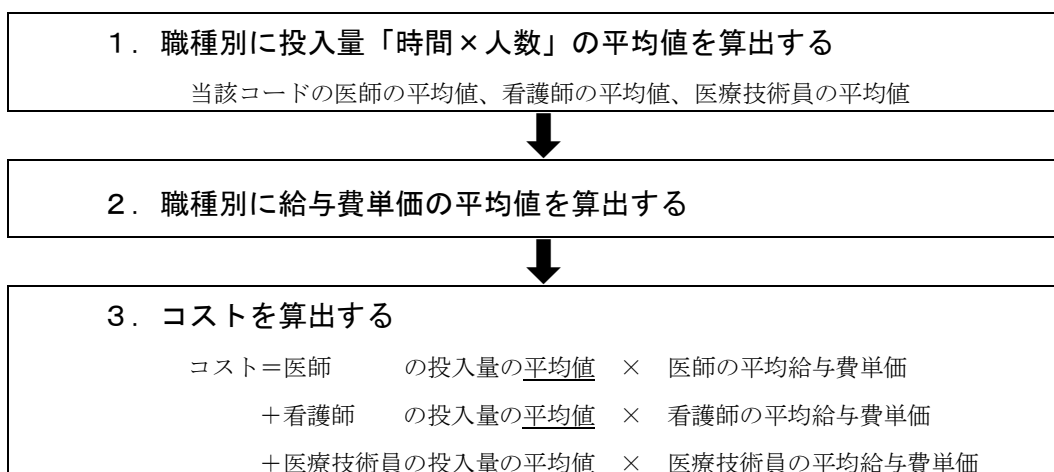 １．職種別に投入量「時間×人数」の平均値を算出する
当該コードの医師の平均値、看護師の平均値、医療技術員の平均値
２．職種別に給与費単価の平均値を算出する
３．コストを算出する
コスト＝医師　　　の投入量の平均値　×　医師の平均給与費単価
＋看護師　　の投入量の平均値　×　看護師の平均給与費単価
＋医療技術員の投入量の平均値　×　医療技術員の平均給与費単価